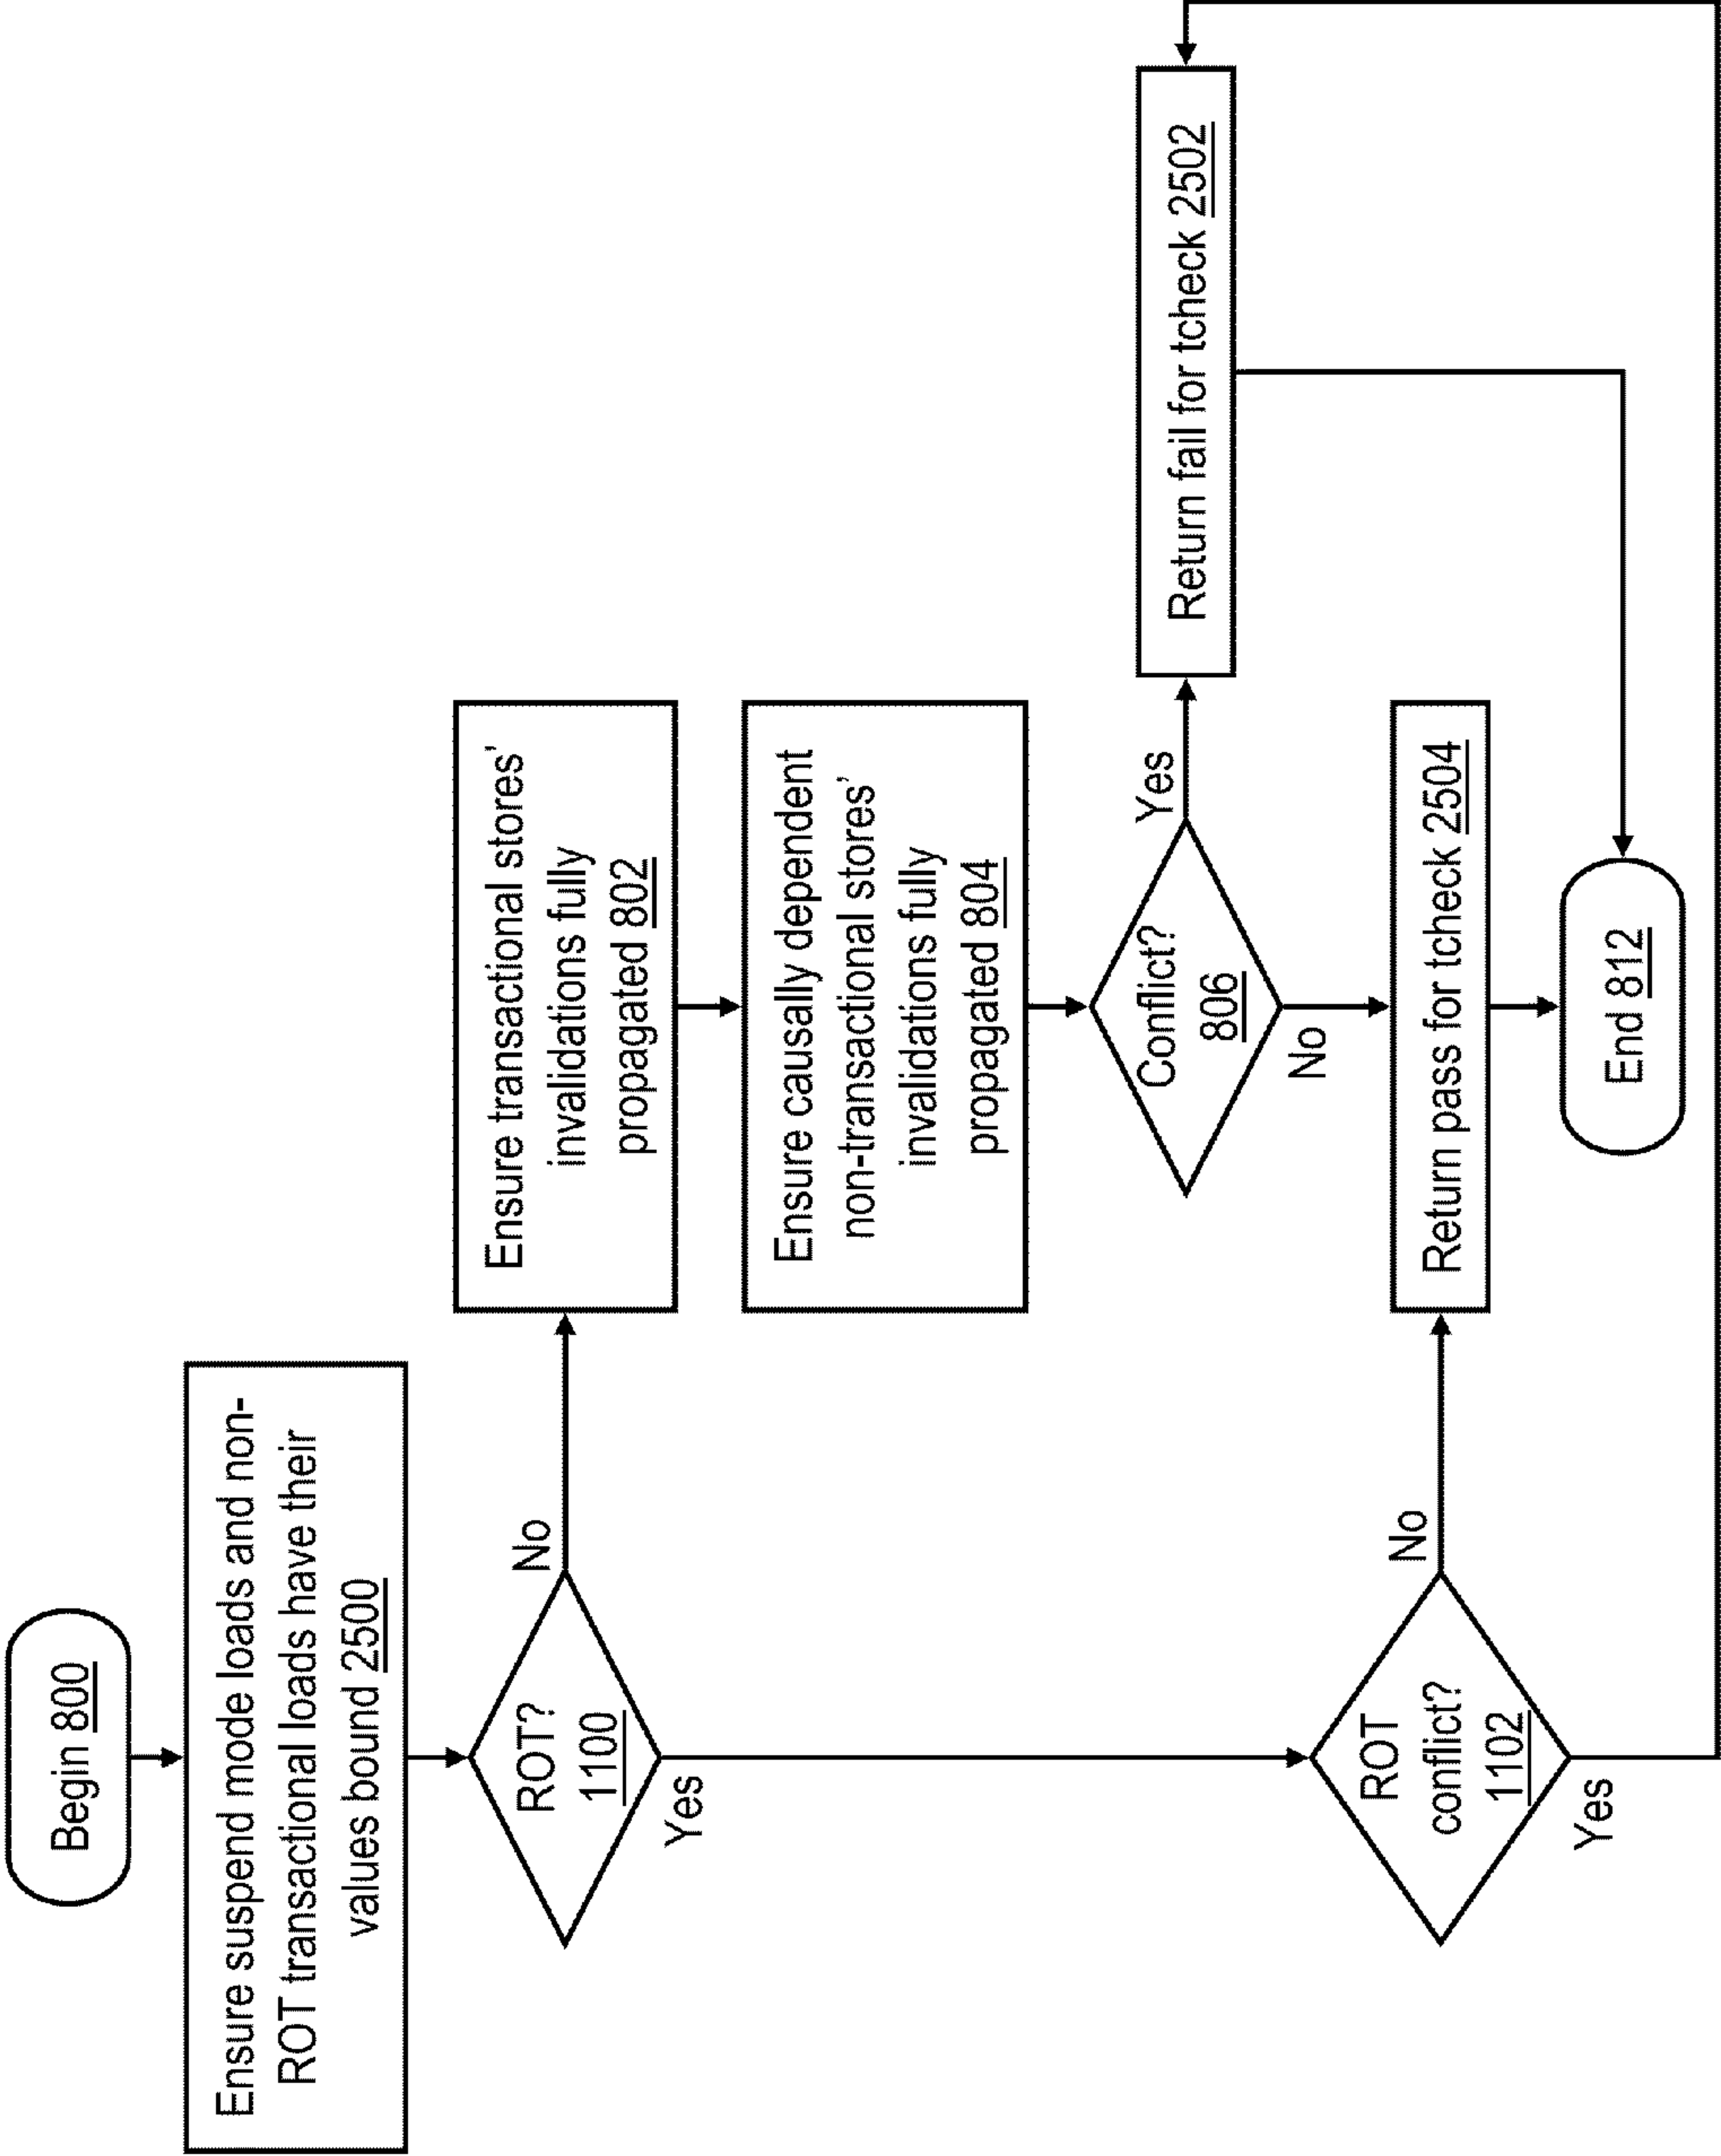 Begin 800
Ensure suspend mode loads and non-
ROT transactional loads have their
values bound 2500
ROT?
1100
No
Yes
Ensure transactional stores'
invalidations fully
propagated 802
Ensure causally dependent
non-transactional stores'
invalidations fully
propagated 804
Conflict?
806
Yes
No
Return fail for tcheck 2502
ROT
conflict?
1102
No
Yes
Return pass for tcheck 2504
End 812